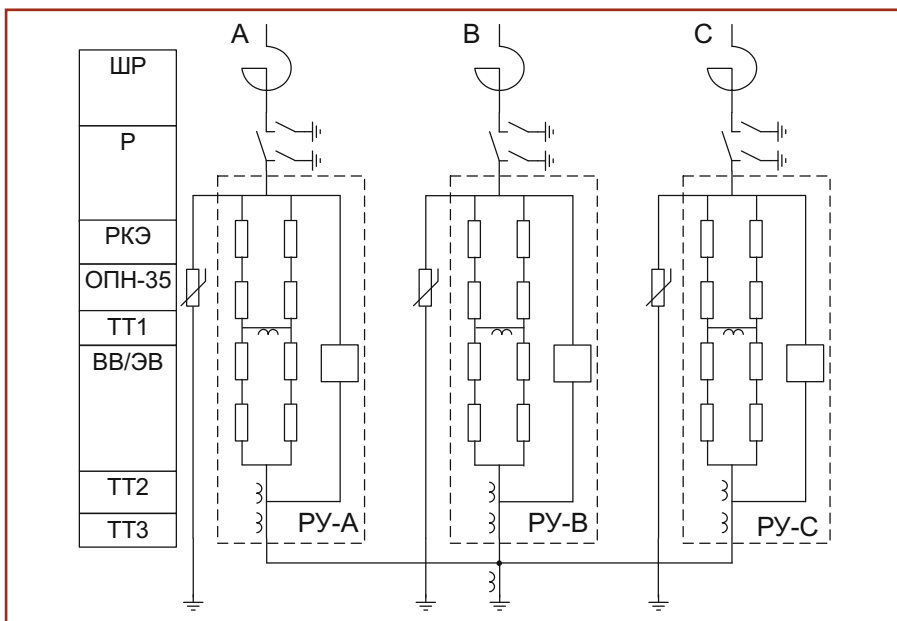 А
В
С
ШР
Р
РКЭ
ОПН-35
ТТ1
ВВ/ЭВ
ТТ2
ТТ3
РУ-А
РУ-В
РУ-С